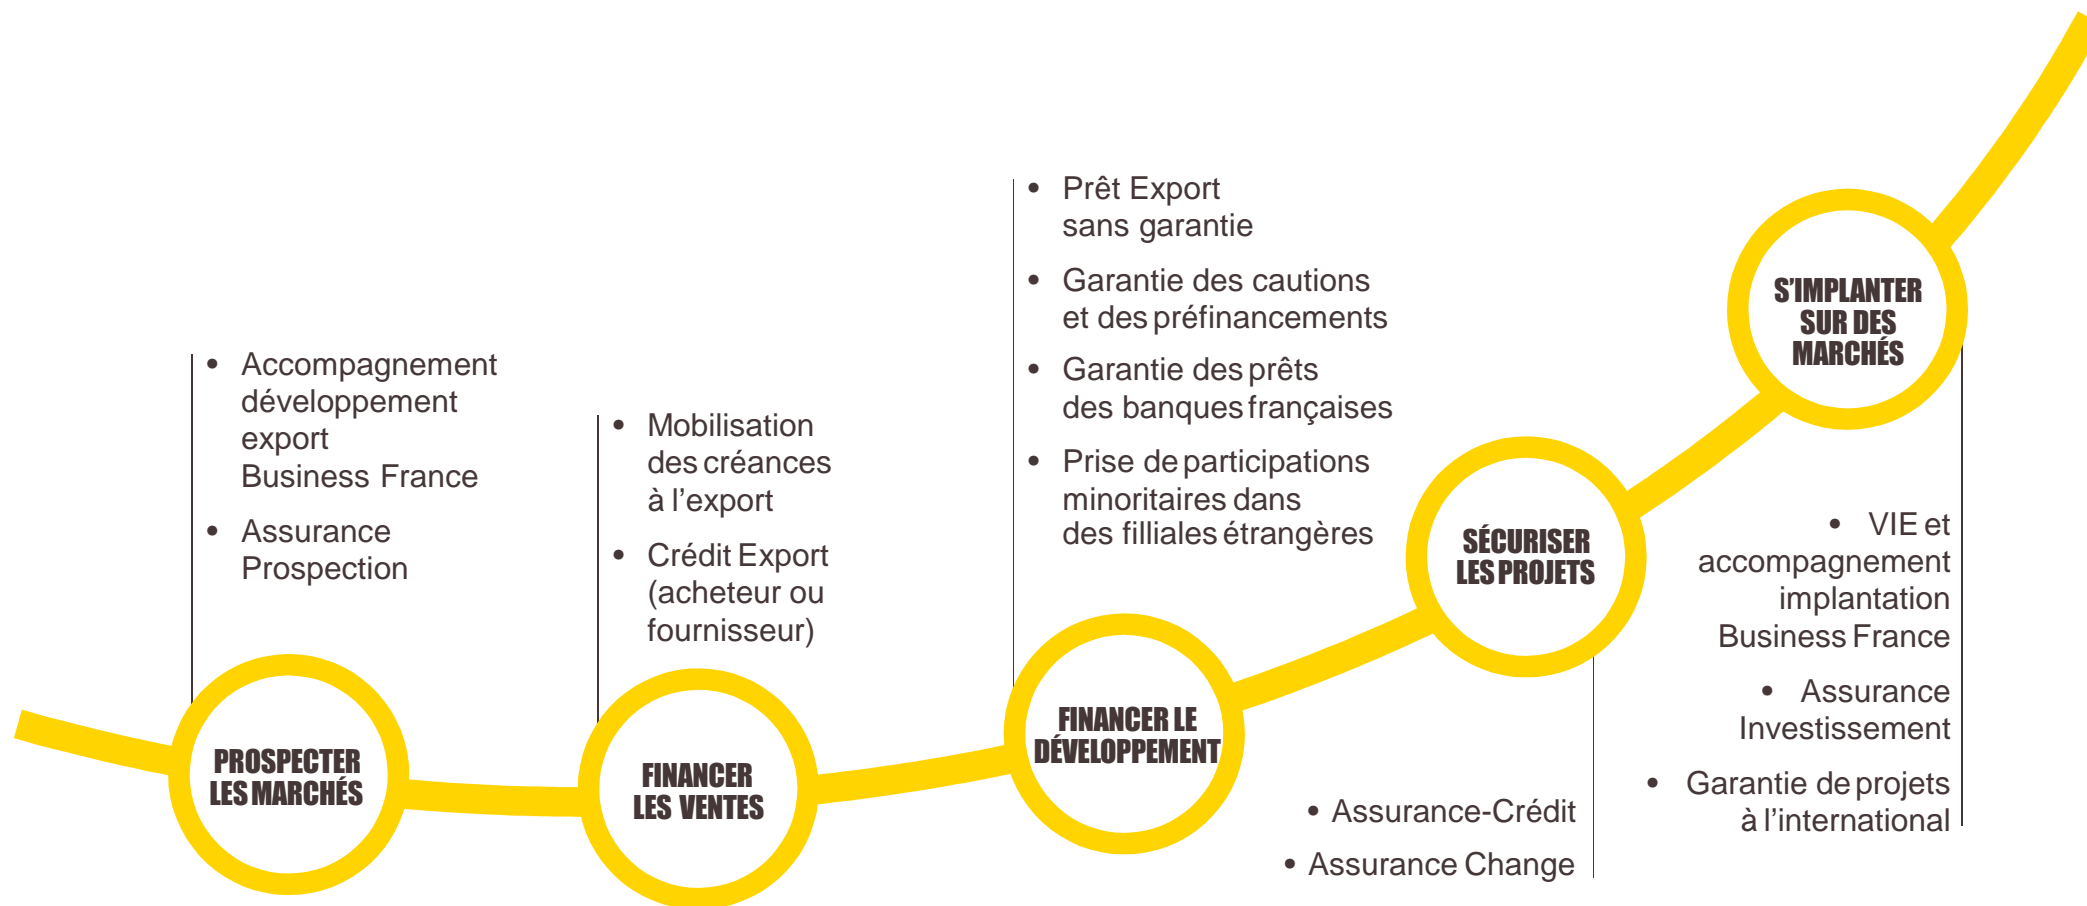 • Accompagnement
développement
export
Business France
• Assurance
Prospection
PROSPECTER
LES MARCHÉS
• Mobilisation
des créances
à l’export
• Crédit Export
(acheteur ou
fournisseur)
FINANCER
LES VENTES
• Prêt Export
sans garantie
• Garantie des cautions
et des préfinancements
• Garantie des prêts
des banques françaises
• Prise de participations
minoritaires dans
des filliales étrangères
FINANCER LE
DÉVELOPPEMENT
SÉCURISER
LES PROJETS
• Assurance-Crédit
• Assurance Change
S’IMPLANTER
SUR DES
MARCHÉS
• VIE et
accompagnement
implantation
Business France
• Assurance
Investissement
• Garantie de projets
à l’international